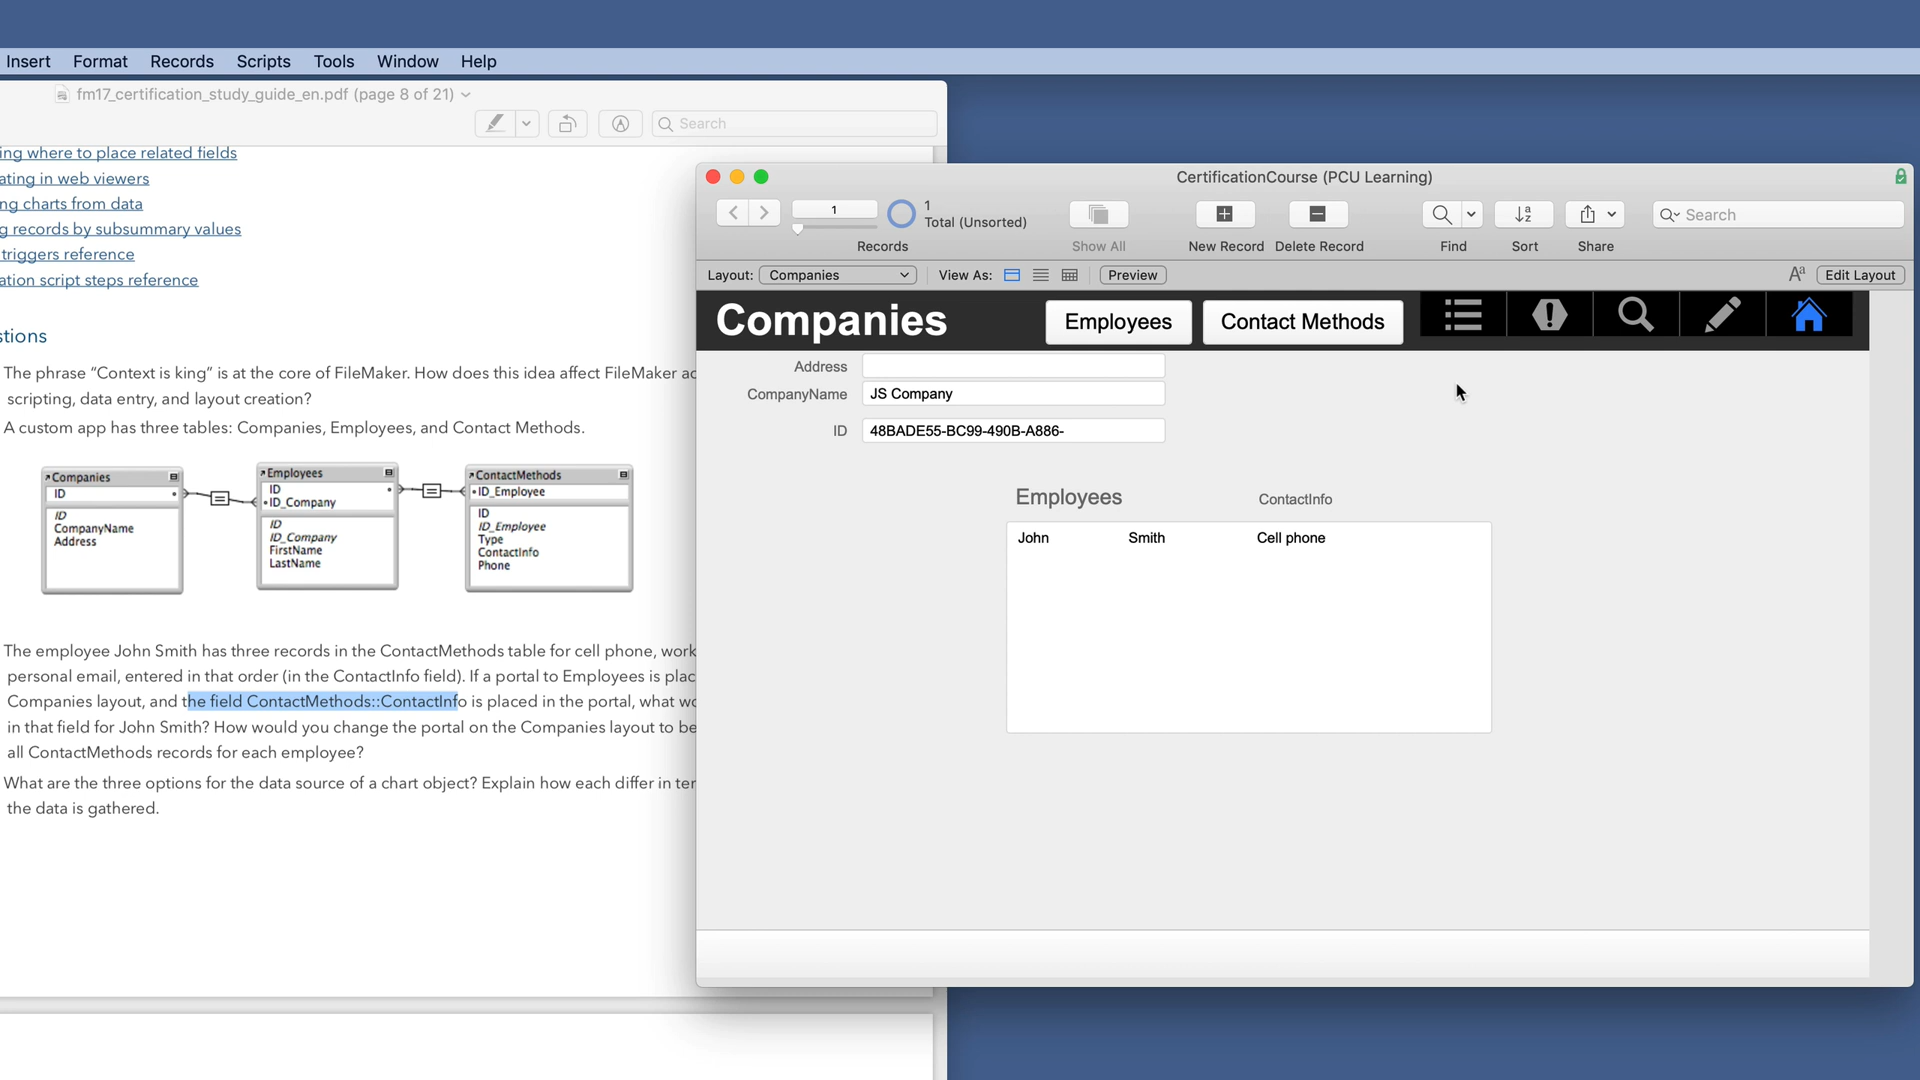 Insert Format Records Scripts Tools Window Help
fm17_certification_study_guide_en.pdf (page 8 of 21)
Search
ing where to place related fields
ating in web viewers
ng charts from data
g records by subsummary values
triggers reference
ation script steps reference
stions
The phrase “Context is king” is at the core of FileMaker. How does this idea affect FileMaker ac
scripting, data entry, and layout creation?
A custom app has three tables: Companies, Employees, and Contact Methods.
Companies
ID
ID
CompanyName
Address
Employees
ID
ID_Company
ID
ID_Company
FirstName
LastName
ContactMethods
ID_Employee
ID
ID_Employee
Type
ContactInfo
Phone
The employee John Smith has three records in the ContactMethods table for cell phone, work
personal email, entered in that order (in the ContactInfo field). If a portal to Employees is plac
Companies layout, and the field ContactMethods::ContactInfo is placed in the portal, what wo
in that field for John Smith? How would you change the portal on the Companies layout to be
all ContactMethods records for each employee?
What are the three options for the data source of a chart object? Explain how each differ in ter
the data is gathered.
CertificationCourse (PCU Learning)
1
1
Total (Unsorted)
Search
Records Show All New Record Delete Record Find Sort Share
Layout: Companies View As: Preview Aa Edit Layout
Companies Employees Contact Methods
Address
CompanyName JS Company
ID 48BADE55-BC99-490B-A886-
Employees ContactInfo
John Smith Cell phone